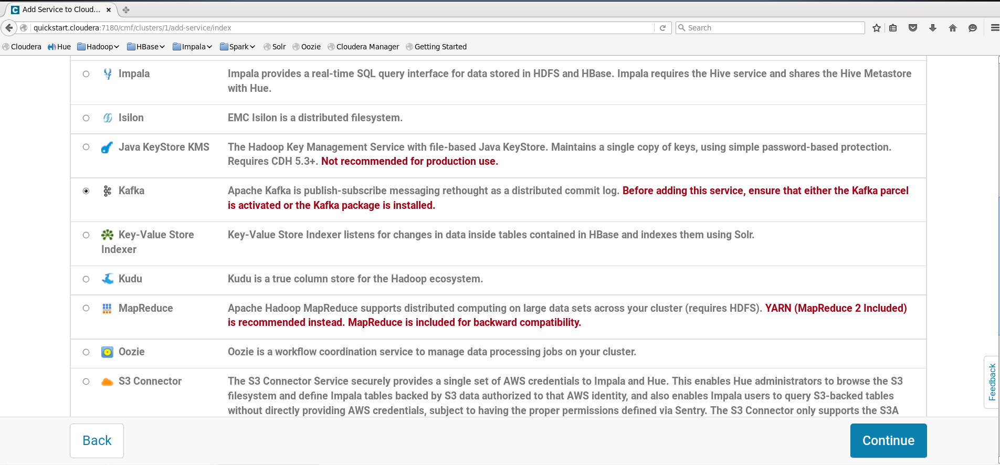 Add Service to Cloud...
quickstart.cloudera:7180/cmf/clusters/1/add-service/index
Search
Cloudera Hue Hadoop HBase Impala Spark Solr Oozie Cloudera Manager Getting Started
Impala
Impala provides a real-time SQL query interface for data stored in HDFS and HBase. Impala requires the Hive service and shares the Hive Metastore
with Hue.
Isilon
EMC Isilon is a distributed filesystem.
Java KeyStore KMS
The Hadoop Key Management Service with file-based Java KeyStore. Maintains a single copy of keys, using simple password-based protection.
Requires CDH 5.3+. Not recommended for production use.
Kafka
Apache Kafka is publish-subscribe messaging rethought as a distributed commit log. Before adding this service, ensure that either the Kafka parcel
is activated or the Kafka package is installed.
Key-Value Store
Indexer
Key-Value Store Indexer listens for changes in data inside tables contained in HBase and indexes them using Solr.
Kudu
Kudu is a true column store for the Hadoop ecosystem.
MapReduce
Apache Hadoop MapReduce supports distributed computing on large data sets across your cluster (requires HDFS). YARN (MapReduce 2 Included)
is recommended instead. MapReduce is included for backward compatibility.
Oozie
Oozie is a workflow coordination service to manage data processing jobs on your cluster.
S3 Connector
The S3 Connector Service securely provides a single set of AWS credentials to Impala and Hue. This enables Hue administrators to browse the S3
filesystem and define Impala tables backed by S3 data authorized to that AWS identity, and also enables Impala users to query S3-backed tables
without directly providing AWS credentials, subject to having the proper permissions defined via Sentry. The S3 Connector only supports the S3A
Feedback
Back
Continue